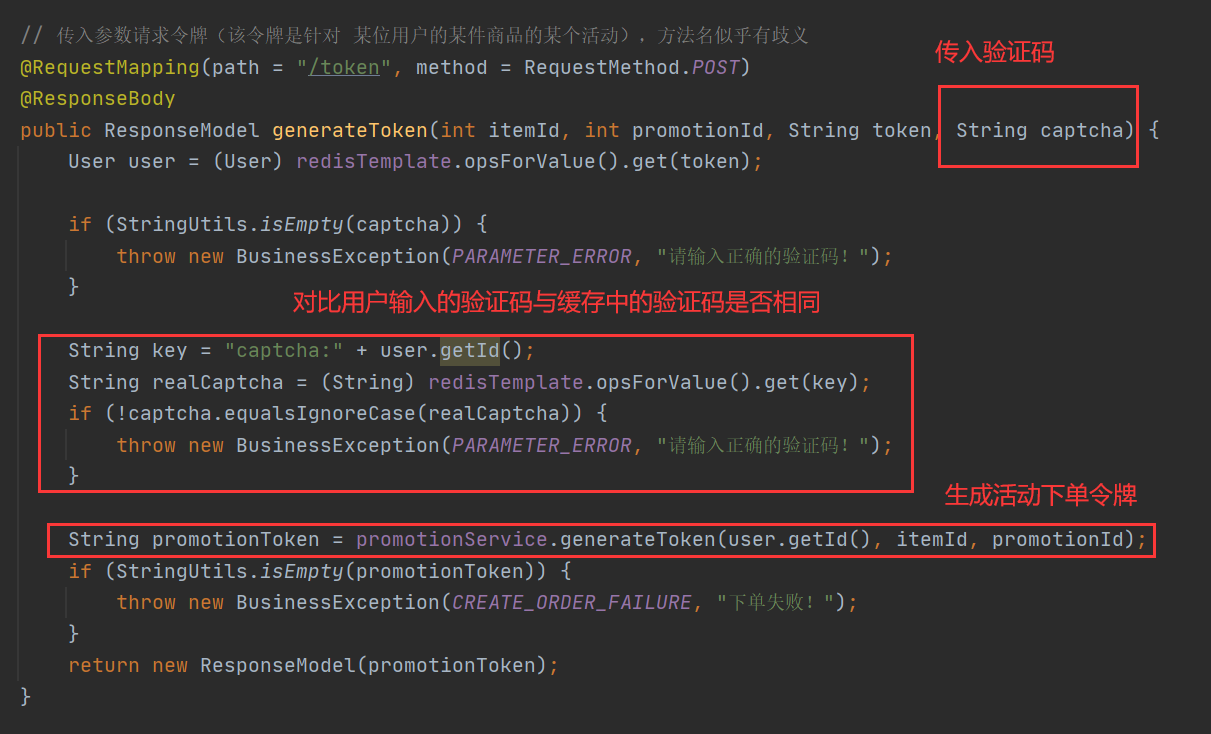 // 传入参数请求令牌（该令牌是针对 某位用户的某件商品的某个活动），方法名似乎有歧义
传入验证码
@RequestMapping(path = "/token", method = RequestMethod.POST)
@ResponseBody
public ResponseModel generateToken(int itemId, int promotionId, String token, String captcha) {
    User user = (User) redisTemplate.opsForValue().get(token);
    if (StringUtils.isEmpty(captcha)) {
        throw new BusinessException(PARAMETER_ERROR, "请输入正确的验证码！");
    }
对比用户输入的验证码与缓存中的验证码是否相同
    String key = "captcha:" + user.getId();
    String realCaptcha = (String) redisTemplate.opsForValue().get(key);
    if (!captcha.equalsIgnoreCase(realCaptcha)) {
        throw new BusinessException(PARAMETER_ERROR, "请输入正确的验证码！");
    }
生成活动下单令牌
    String promotionToken = promotionService.generateToken(user.getId(), itemId, promotionId);
    if (StringUtils.isEmpty(promotionToken)) {
        throw new BusinessException(CREATE_ORDER_FAILURE, "下单失败！");
    }
    return new ResponseModel(promotionToken);
}